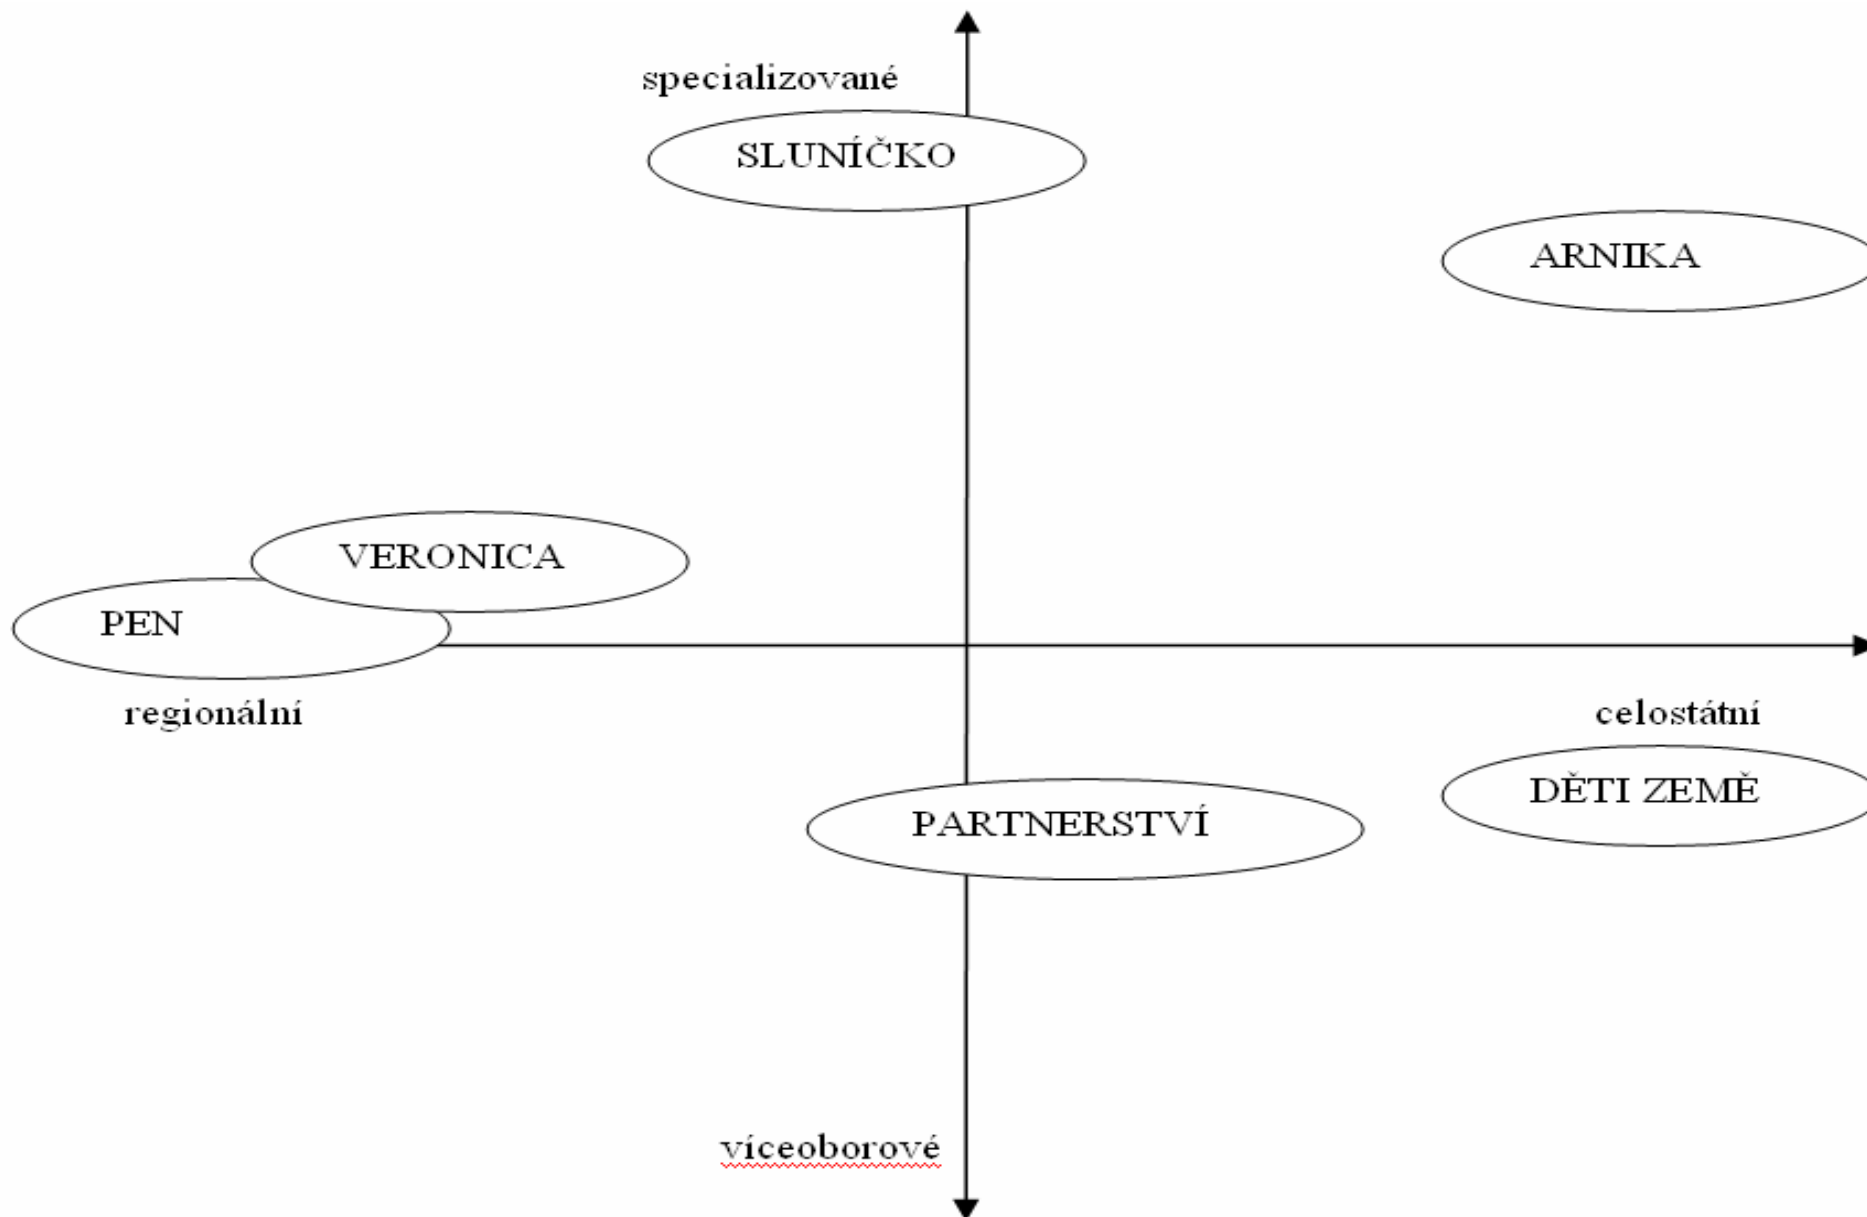 specializované
SLUNÍČKO
ARNIKA
VERONICA
PEN
regionální
celostátní
DĚTI ZEMĚ
PARTNERSTVÍ
víceoborové